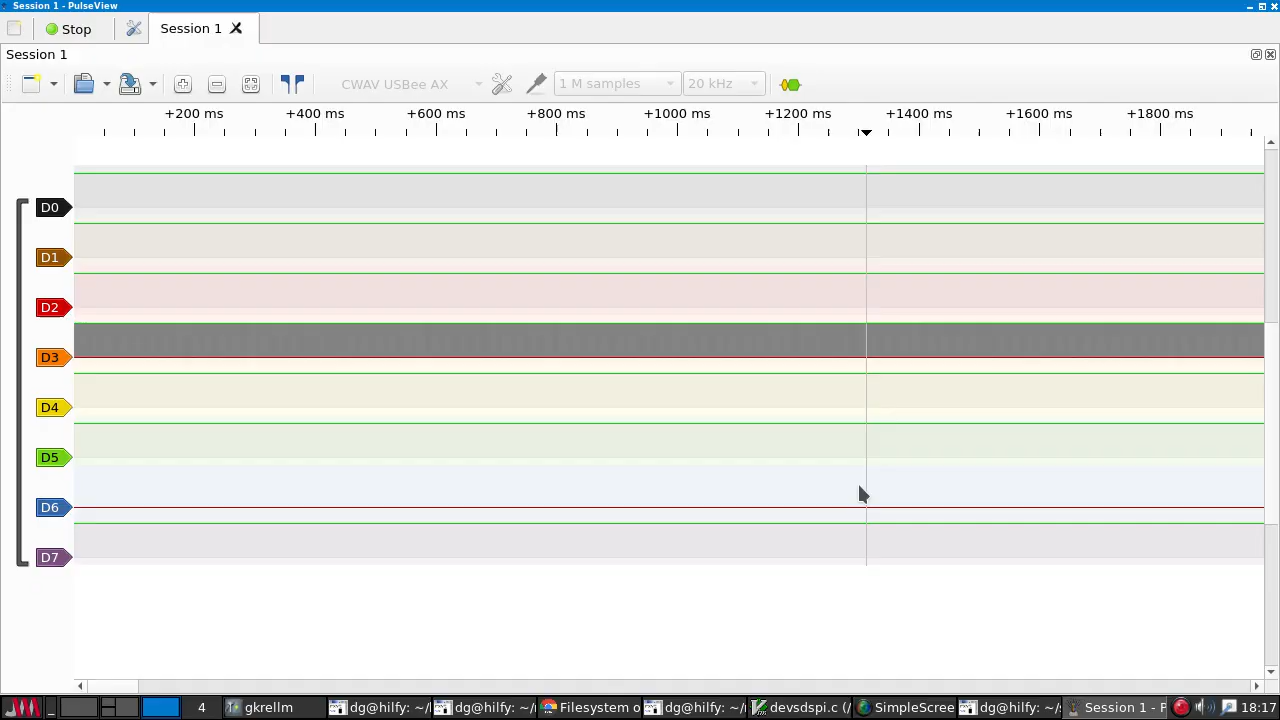 Session 1 - PulseView
Stop
Session 1
Session 1
CWAV USBee AX
1 M samples
20 kHz
+200 ms +400 ms +600 ms +800 ms +1000 ms +1200 ms +1400 ms +1600 ms +1800 ms
D0
D1
D2
D3
D4
D5
D6
D7
4 gkrellm dg@hilfy: ~/ dg@hilfy: ~/ Filesystem o dg@hilfy: ~/ devsdspi.c (/ SimpleScree dg@hilfy: ~/ Session 1 - P 18:17